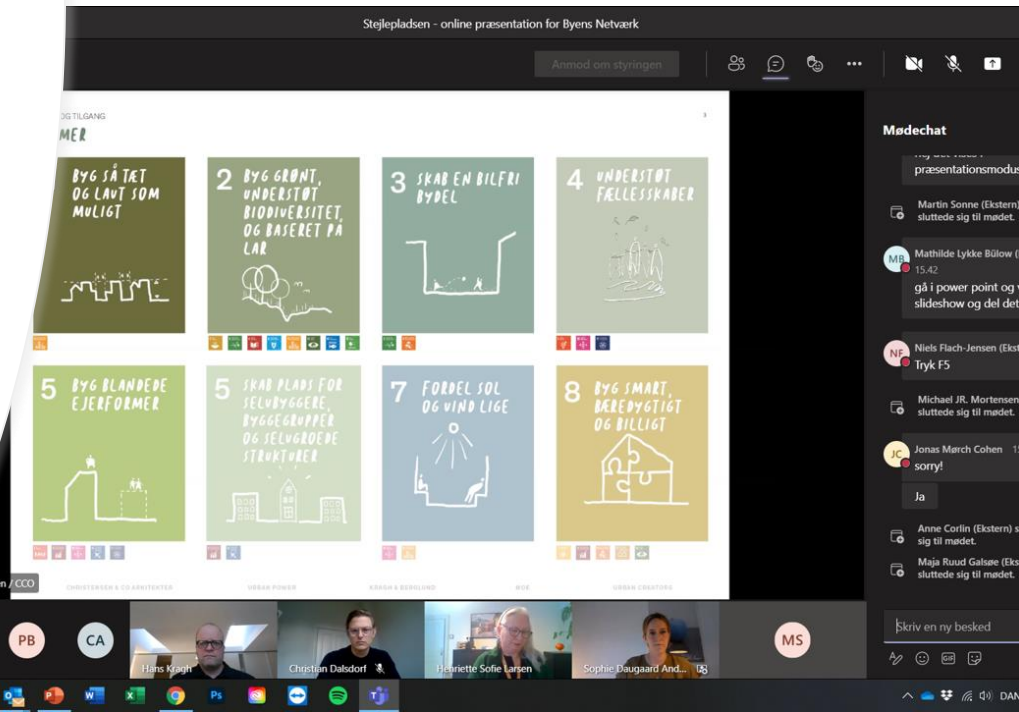 Stejlepladsen - online præsentation for Byens Netværk
Anmod om styringen
OG TILGANG
MER
3
BYG SÅ TÆT
OG LAVT SOM
MULIGT
2 BYG GRØNT,
UNDERSTØT
BIODIVERSITET,
OG BASERET PÅ
LAR
3 SKAB EN BILFRI
BYDEL
4 UNDERSTØT
FÆLLESSKABER
5 BYG BLANDEDE
EJERFORMER
5 SKAB PLADS FOR
SELVBYGGERE,
BYGGEGRUPPER
OG SELVGROEDE
STRUKTURER
7 FORDEL SOL
OG VIND LIGE
8 BYG SMART,
BÆREDYGTIGT
OG BILLIGT
CHRISTENSEN & CO ARKITEKTER
URBAN POWER
KRAGH & BERGLUND
MOE
URBAN CREATORS
en / CCO
PB
CA
Hans Kragh
Christian Dalsdorf
Henriette Sofie Larsen
Sophie Daugaard And...
MS
Mødechat
præsentationsmodus
Martin Sonne (Ekstern)
sluttede sig til mødet.
MB
Mathilde Lykke Bülow (
15.42
gå i power point og v
slideshow og del det
NF
Niels Flach-Jensen (Ekst
Tryk F5
Michael JR. Mortensen
sluttede sig til mødet.
JC
Jonas Mørch Cohen 15
sorry!
Ja
Anne Corlin (Ekstern) s
sig til mødet.
Maja Ruud Galsøe (Eks
sluttede sig til mødet.
Skriv en ny besked
GIF
DAN